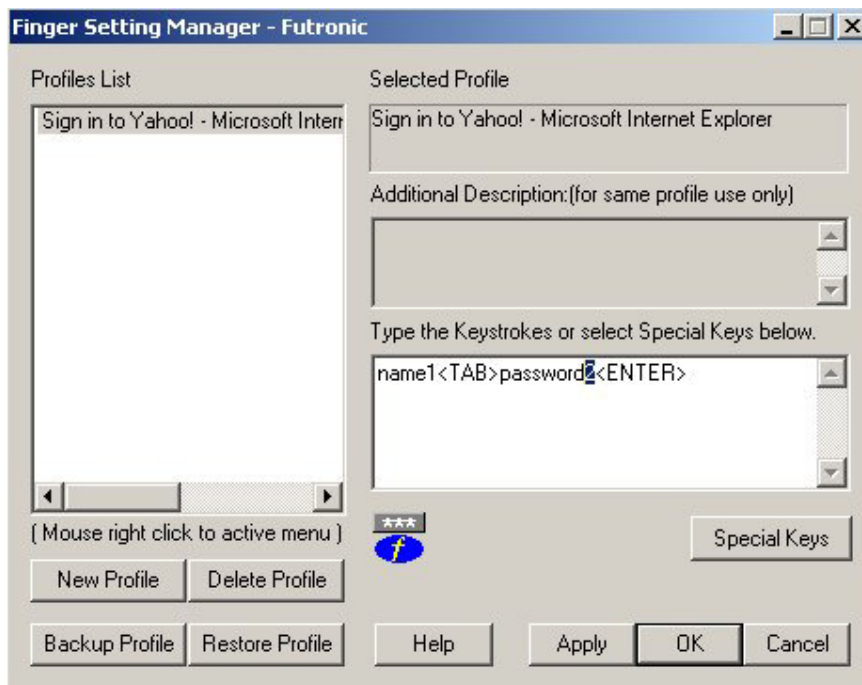 Finger Setting Manager - Futronic
Profiles List
Sign in to Yahoo! - Microsoft Intern
( Mouse right click to active menu )
New Profile
Delete Profile
Backup Profile
Restore Profile
Selected Profile
Sign in to Yahoo! - Microsoft Internet Explorer
Additional Description:(for same profile use only)
Type the Keystrokes or select Special Keys below.
name1<TAB>password2<ENTER>
***
f
Special Keys
Help
Apply
OK
Cancel